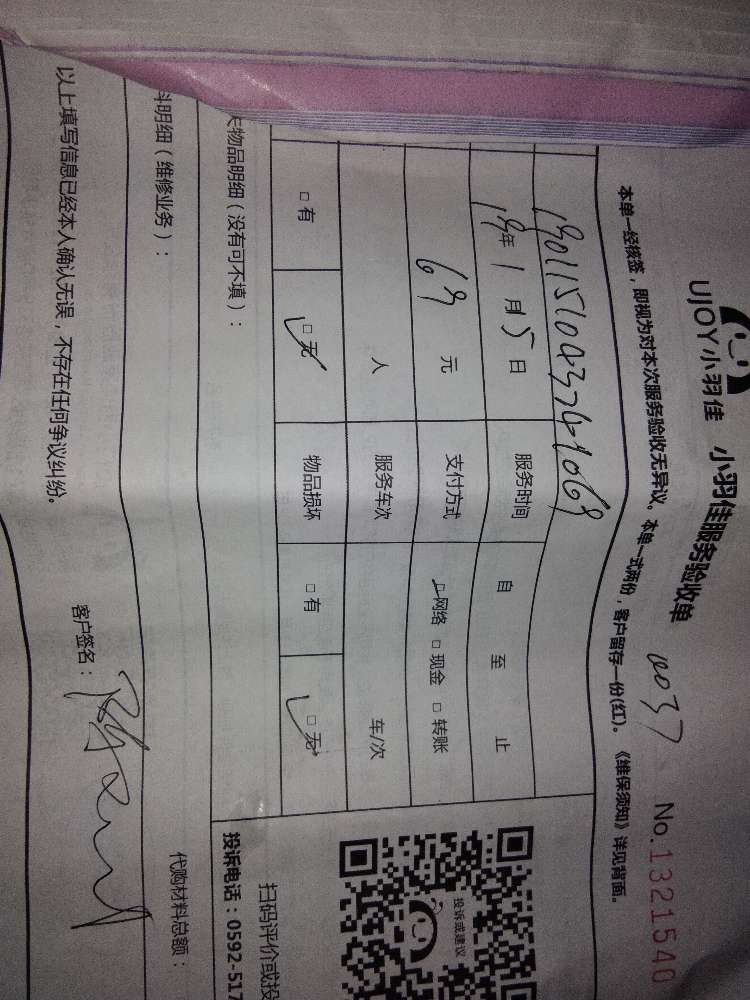 UJOY小羽佳 小羽佳服务验收单 0037 No.1321540
本单一经核签，即视为对本次服务验收无异议。本单一式两份，客户留存一份(红)。《维保须知》详见背面。
19年1月5日 服务时间 自 至 止
69元 支付方式 ☑网络 □现金 □转账
人 服务车次 车/次
□有 ☑无 物品损坏 □有 ☑无
物品明细（没有可不填）：
明细（维修业务）：
代购材料总额：
以上填写信息已经本人确认无误，不存在任何争议纠纷。
客户签名：
投诉或建议
扫码评价或投
投诉电话：0592-517